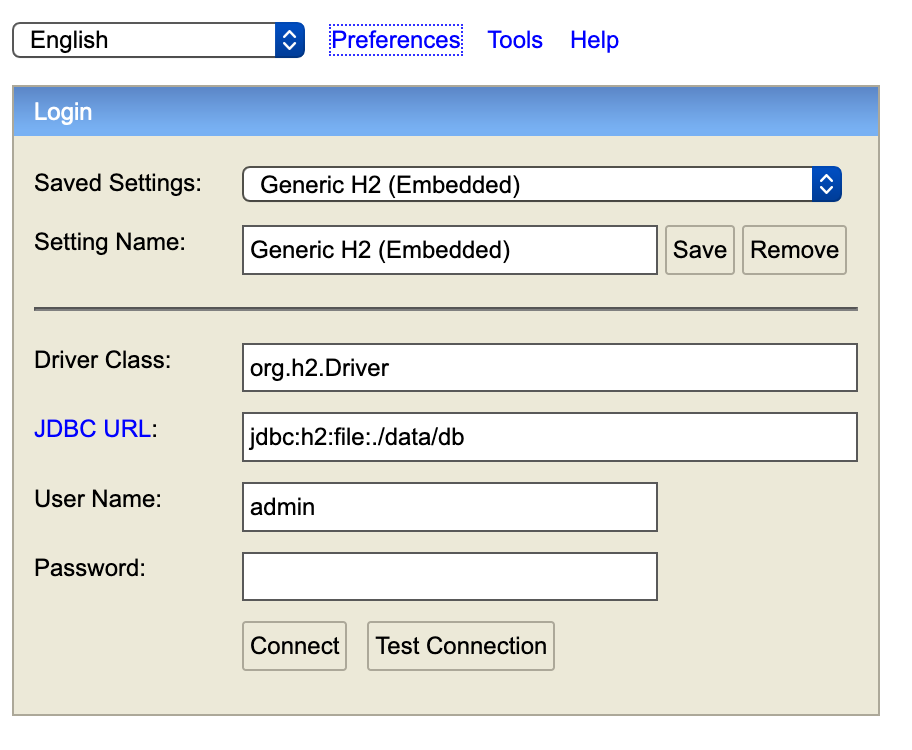 English Preferences Tools Help
Login
Saved Settings: Generic H2 (Embedded)
Setting Name: Generic H2 (Embedded) Save Remove
Driver Class: org.h2.Driver
JDBC URL: jdbc:h2:file:./data/db
User Name: admin
Password:
Connect Test Connection